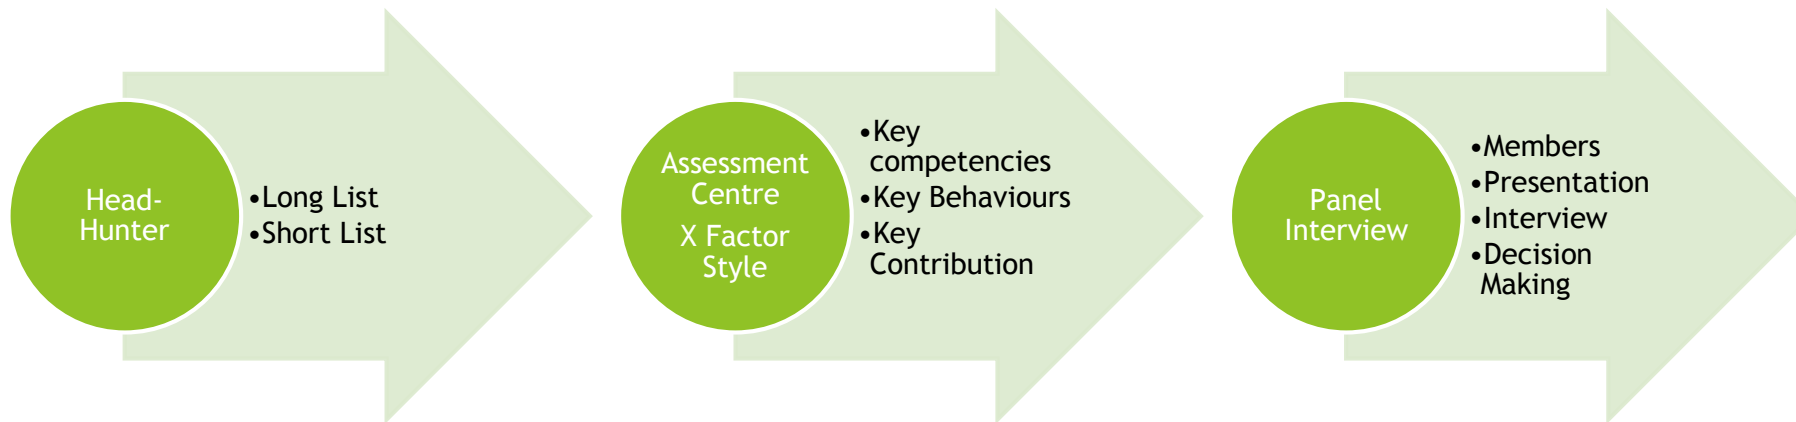 Head-
Hunter
•Long List
•Short List
Assessment
Centre
X Factor
Style
•Key
competencies
•Key Behaviours
•Key
Contribution
Panel
Interview
•Members
•Presentation
•Interview
•Decision
Making